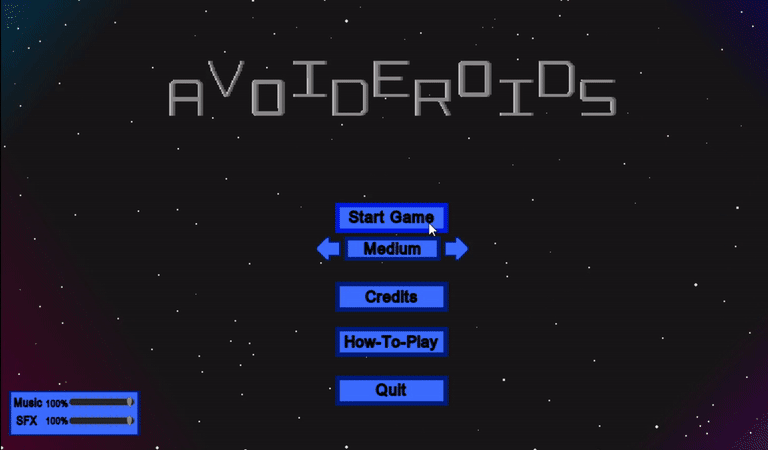 AVOIDEROIDS
Start Game
Medium
Credits
How-To-Play
Quit
Music 100%
SFX 100%